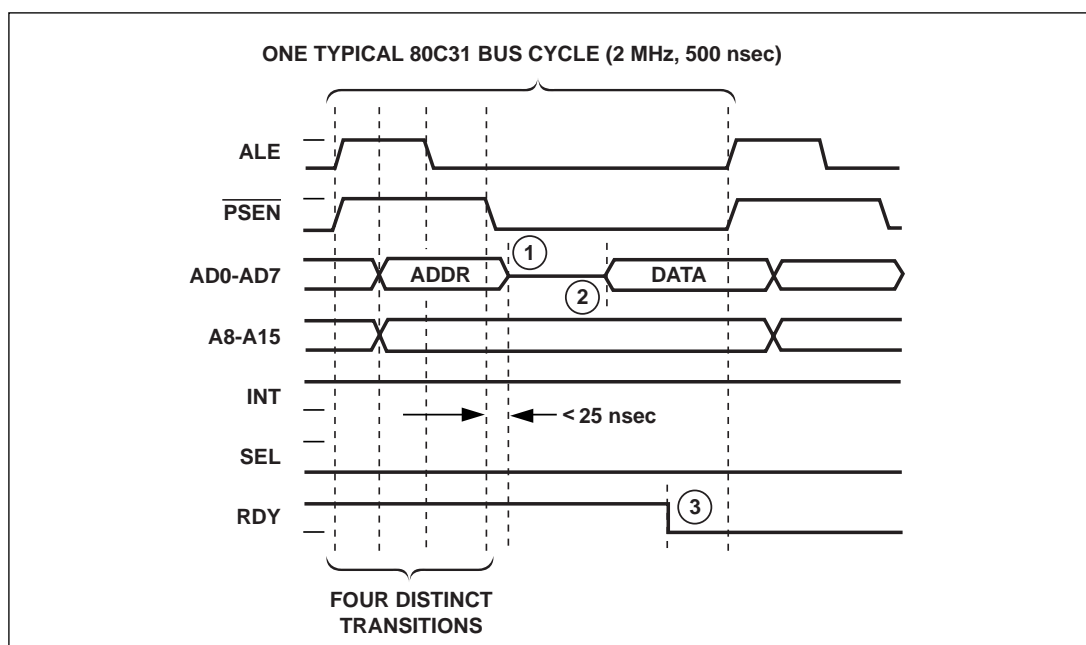 ONE TYPICAL 80C31 BUS CYCLE (2 MHz, 500 nsec)
ALE
PSEN
AD0-AD7
ADDR
1
2
DATA
A8-A15
INT
< 25 nsec
SEL
RDY
3
FOUR DISTINCT
TRANSITIONS